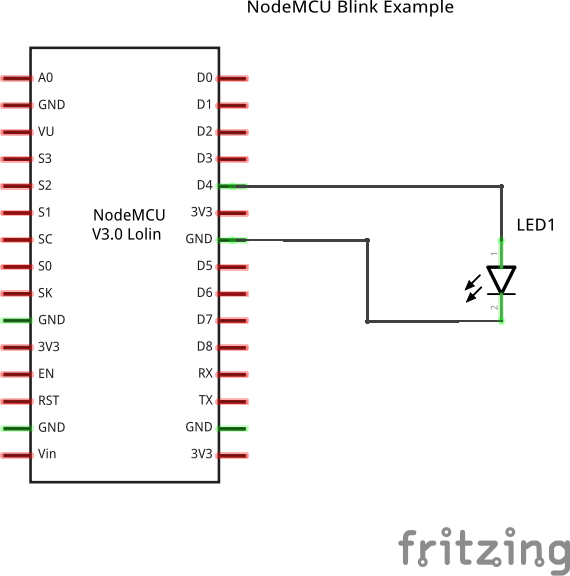 NodeMCU Blink Example
A0 D0
GND D1
VU D2
S3 D3
S2 D4
S1 3V3
NodeMCU
V3.0 Lolin
LED1
SC GND
1
S0 D5
SK D6
2
GND D7
3V3 D8
EN RX
RST TX
GND GND
Vin 3V3
fritzing